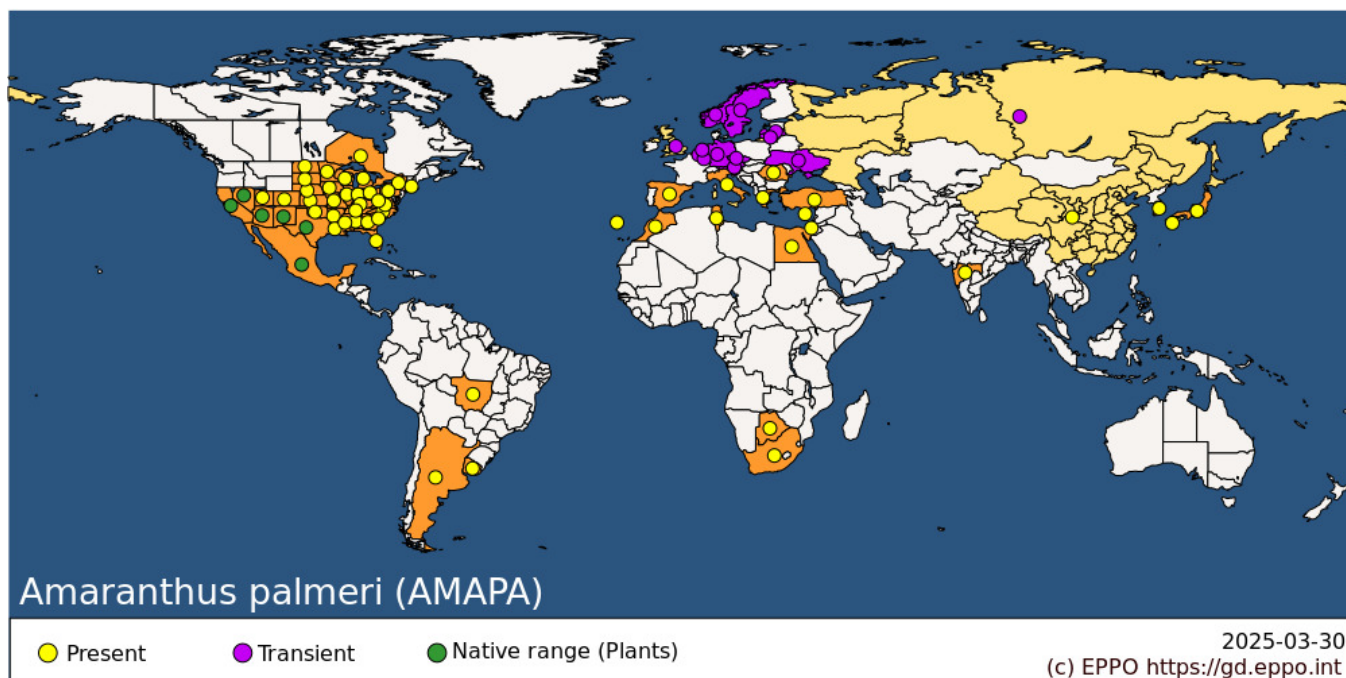 Amaranthus palmeri (AMAPA)
Present
Transient
Native range (Plants)
2025-03-30
(c) EPPO https://gd.eppo.int